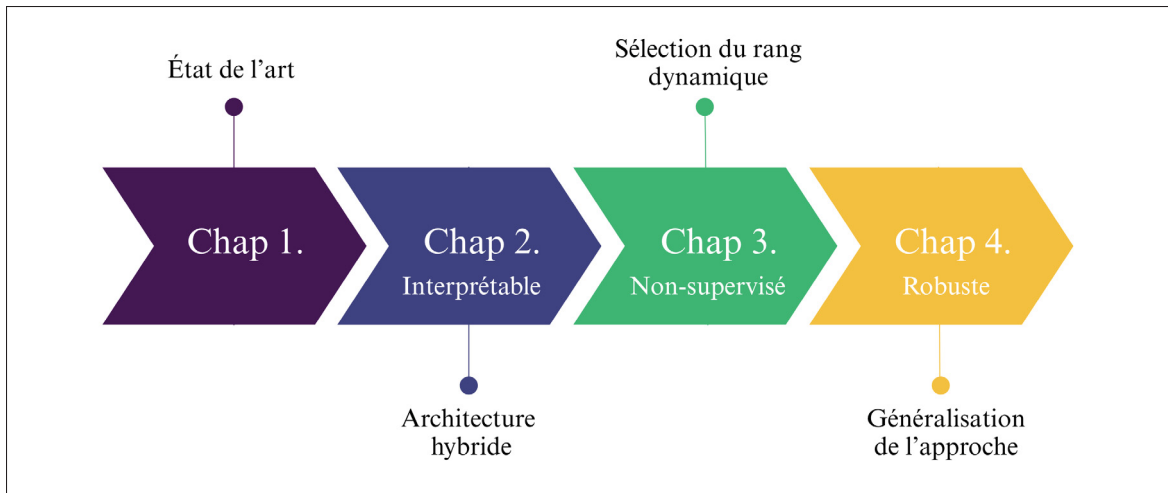 État de l’art
Chap 1.
Chap 2.
Interprétable
Architecture
hybride
Sélection du rang
dynamique
Chap 3.
Non-supervisé
Chap 4.
Robuste
Généralisation
de l’approche